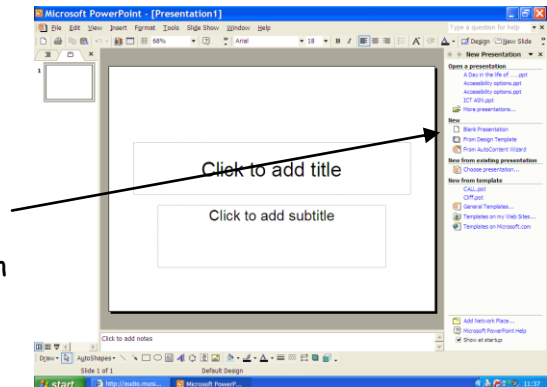 Microsoft PowerPoint - [Presentation1]
File Edit View Insert Format Tools Slide Show Window Help
Type a question for help
68%
Arial
18
B I
Design
New Slide
New Presentation
Open a presentation
A Day in the life of.....ppt
Accessibility options.ppt
Accessibility options.ppt
ICT ASN.ppt
More presentations...
New
Blank Presentation
From Design Template
From AutoContent Wizard
New from existing presentation
Choose presentation...
New from template
CALL.pot
Cliff.pot
General Templates...
Templates on my Web Sites...
Templates on Microsoft.com
1
Click to add title
Click to add subtitle
n
Add Network Place...
Microsoft PowerPoint Help
Show at startup
Click to add notes
Draw
AutoShapes
Slide 1 of 1
Default Design
start
http://audio.musi...
Microsoft PowerP...
11:37